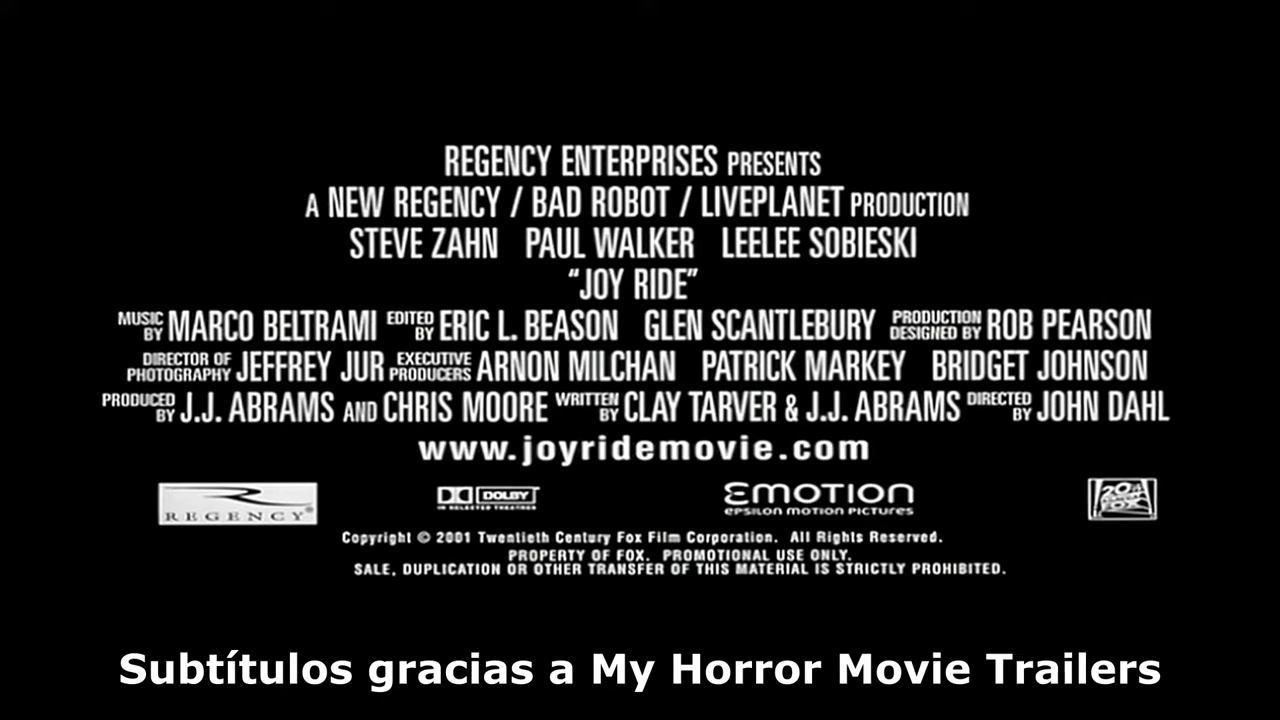 REGENCY ENTERPRISES PRESENTS
A NEW REGENCY / BAD ROBOT / LIVEPLANET PRODUCTION
STEVE ZAHN PAUL WALKER LEELEE SOBIESKI
"JOY RIDE"
MUSIC BY MARCO BELTRAMI EDITED BY ERIC L. BEASON GLEN SCANTLEBURY PRODUCTION DESIGNED BY ROB PEARSON
DIRECTOR OF PHOTOGRAPHY JEFFREY JUR EXECUTIVE PRODUCERS ARNON MILCHAN PATRICK MARKEY BRIDGET JOHNSON
PRODUCED BY J.J. ABRAMS AND CHRIS MOORE WRITTEN BY CLAY TARVER & J.J. ABRAMS DIRECTED BY JOHN DAHL
www.joyridemovie.com
REGENCY®
DOLBY
IN SELECTED THEATRES
EMOTION
EPSILON MOTION PICTURES
20th CENTURY FOX
Copyright © 2001 Twentieth Century Fox Film Corporation. All Rights Reserved.
PROPERTY OF FOX. PROMOTIONAL USE ONLY.
SALE, DUPLICATION OR OTHER TRANSFER OF THIS MATERIAL IS STRICTLY PROHIBITED.
Subtítulos gracias a My Horror Movie Trailers